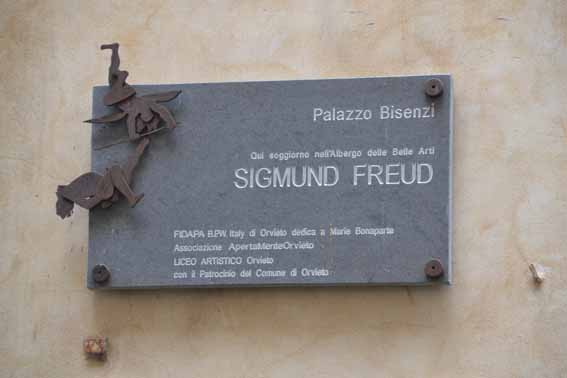 Palazzo Bisenzi
Qui soggiorno nell'Albergo delle Belle Arti
SIGMUND FREUD
FIDAPA B.P.W. Italy di Orvieto dedica a Marie Bonaparte
Associazione ApertaMenteOrvieto
LICEO ARTISTICO Orvieto
con il Patrocinio del Comune di Orvieto